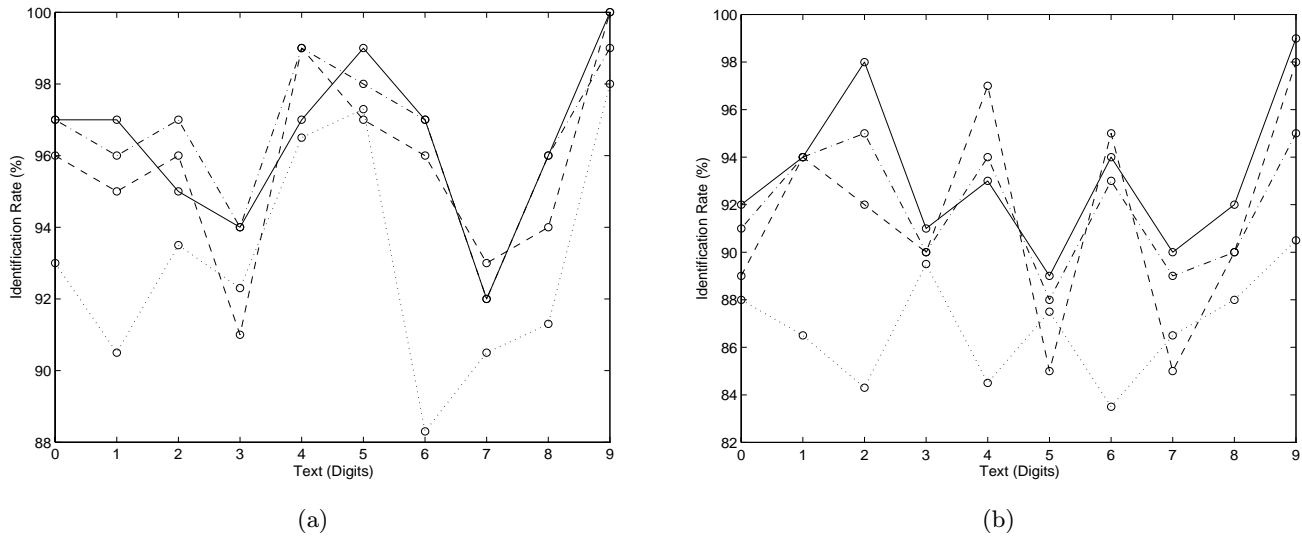 100
98
96
94
92
90
88
Identification Rate (%)
0 1 2 3 4 5 6 7 8 9
Text (Digits)
(a)
100
98
96
94
92
90
88
86
84
82
Identification Rate (%)
0 1 2 3 4 5 6 7 8 9
Text (Digits)
(b)